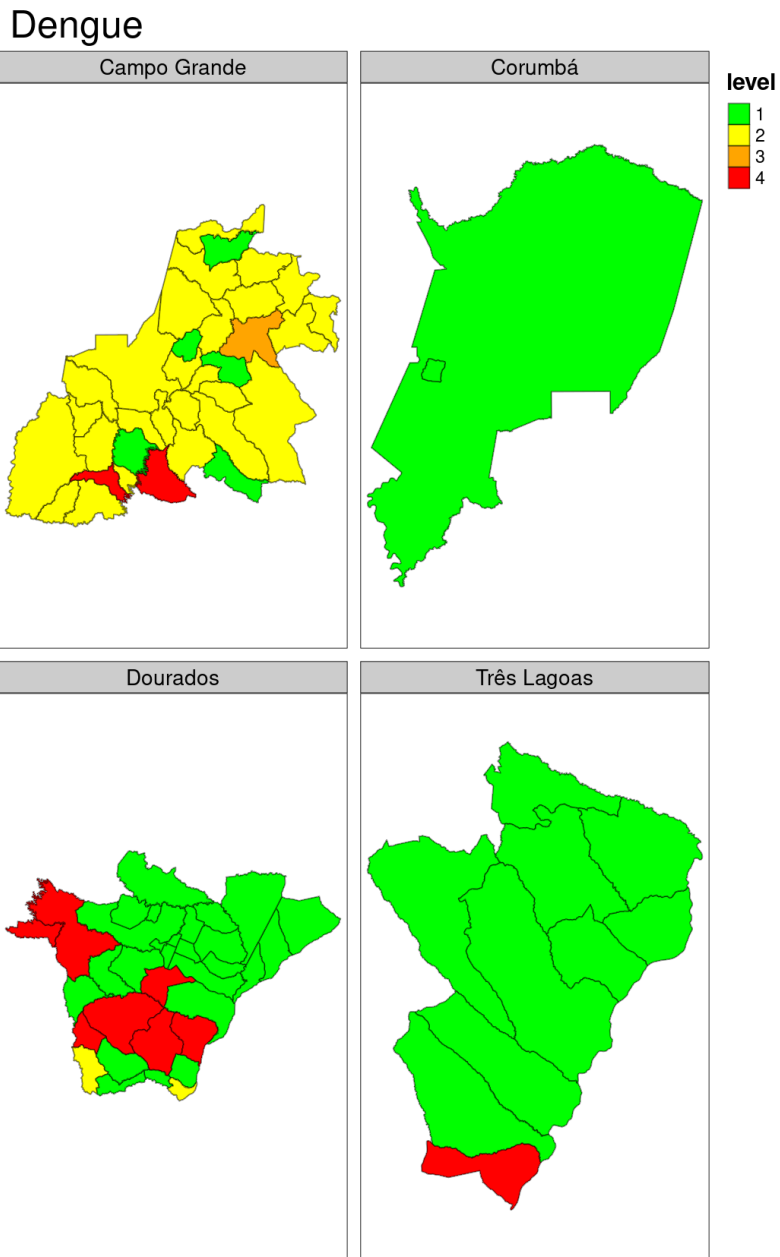 Dengue
Campo Grande
Corumbá
level
1
2
3
4
Dourados
Três Lagoas